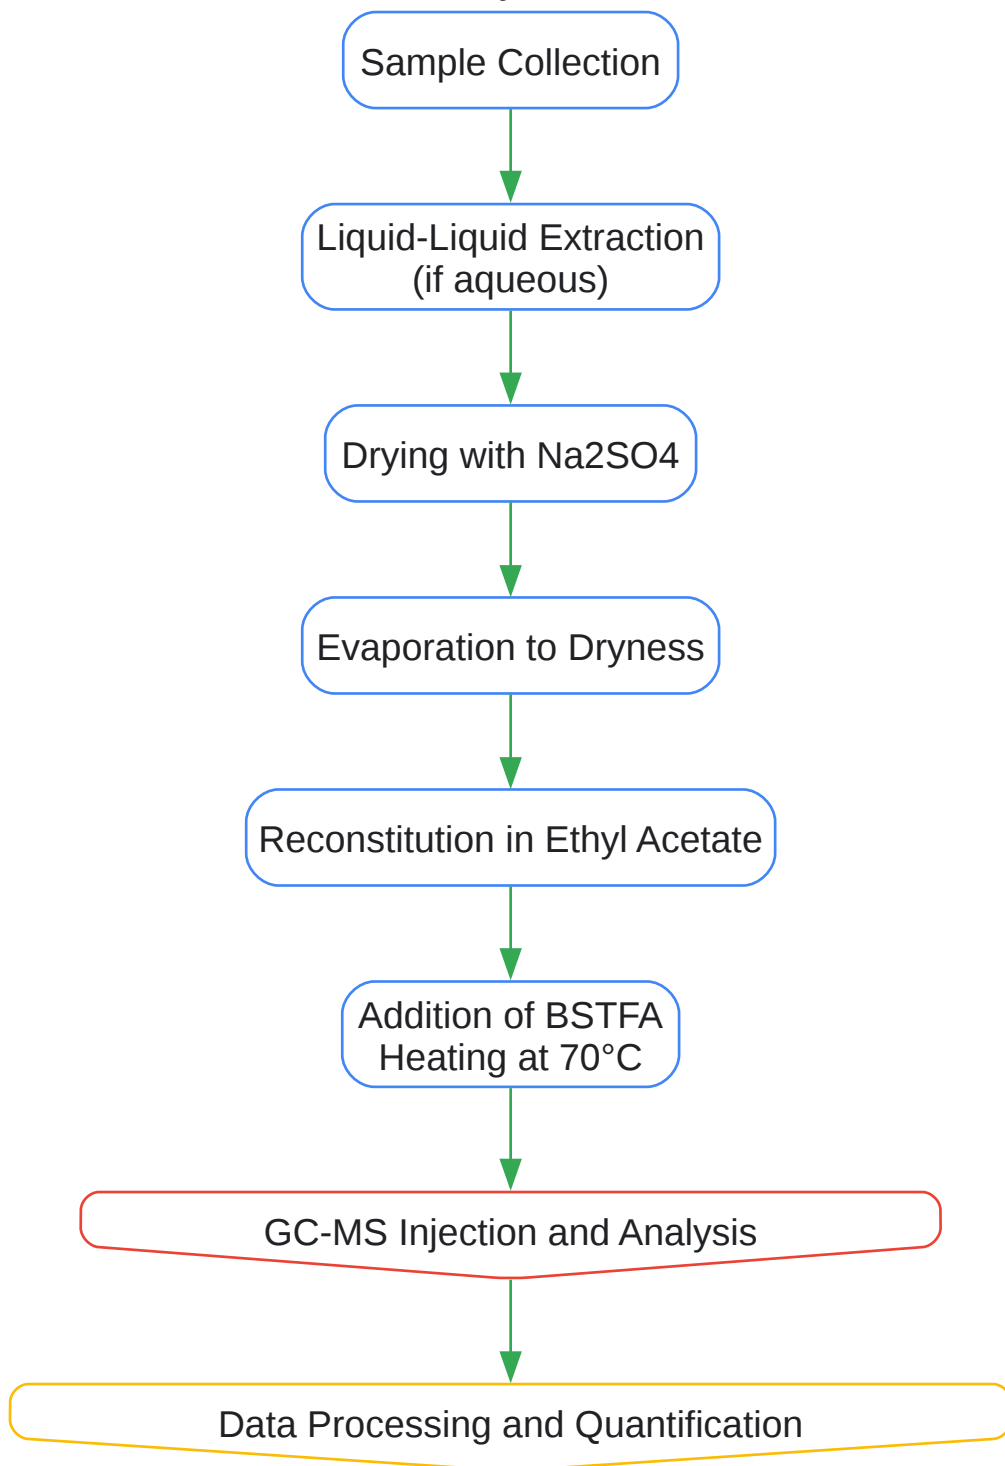 Sample Collection
Liquid-Liquid Extraction
(if aqueous)
Drying with Na2SO4
Evaporation to Dryness
Reconstitution in Ethyl Acetate
Addition of BSTFA
Heating at 70°C
GC-MS Injection and Analysis
Data Processing and Quantification